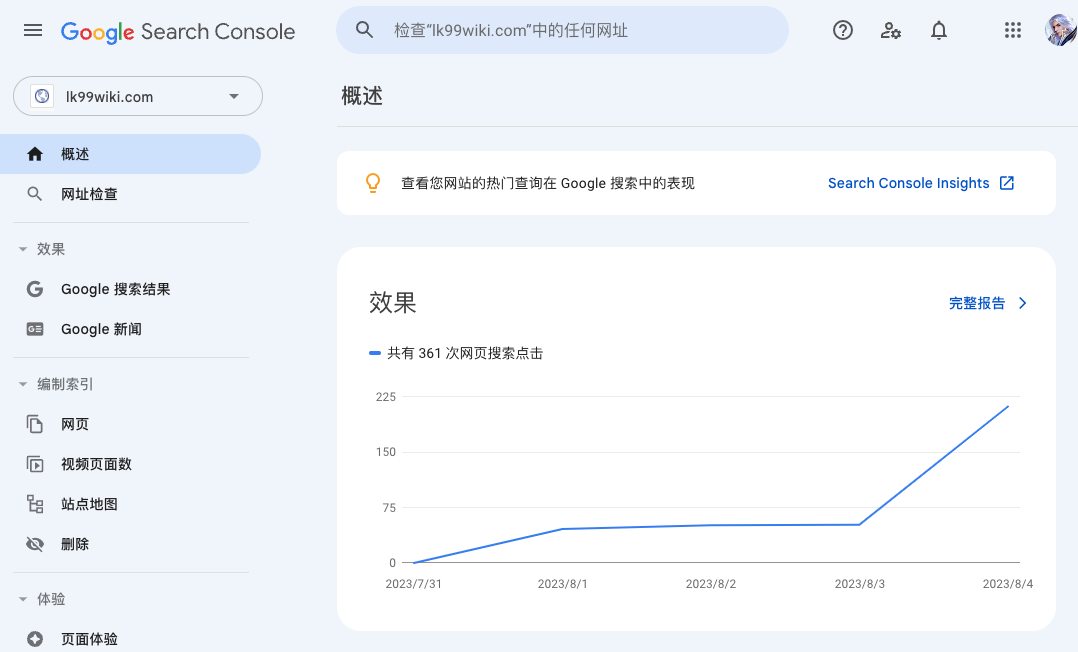 Google Search Console
检查“lk99wiki.com”中的任何网址
lk99wiki.com
概述
网址检查
效果
Google 搜索结果
Google 新闻
编制索引
网页
视频页面数
站点地图
删除
体验
页面体验
概述
查看您网站的热门查询在 Google 搜索中的表现
Search Console Insights
效果
完整报告
共有 361 次网页搜索点击
225
150
75
0
2023/7/31 2023/8/1 2023/8/2 2023/8/3 2023/8/4